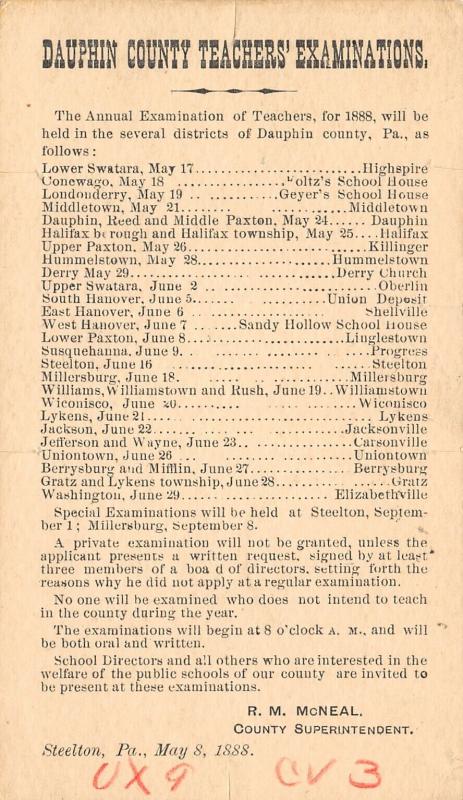 DAUPHIN COUNTY TEACHERS' EXAMINATIONS.
The Annual Examination of Teachers, for 1888, will be
held in the several districts of Dauphin county, Pa., as
follows:
Lower Swatara, May 17........................Highspire
Conewago, May 18 ..................Foltz's School House
Londonderry, May 19 .. ............Geyer's School House
Middletown, May 21.... ....................Middletown
Dauphin, Reed and Middle Paxton, May 24..... Dauphin
Halifax borough and Halifax township, May 25....Halifax
Upper Paxton, May 26..........................Killinger
Hummelstown, May 28....................Hummelstown
Derry May 29..............................Derry Church
Upper Swatara, June 2 .. ....................Oberlin
South Hanover, June 5....................Union Deposit
East Hanover, June 6 .. .................Shellville
West Hanover, June 7 ......Sandy Hollow School House
Lower Paxton, June 8.... ..................Linglestown
Susquehanna, June 9. .. ....................Progress
Steelton, June 16 ...... ..................Steelton
Millersburg, June 18. ..... .. ...........Millersburg
Williams, Williamstown and Rush, June 19..Williamstown
Wiconisco, June 20..... .................Wiconisco
Lykens, June 21.... ........................Lykens
Jackson, June 22 ........................Jacksonville
Jefferson and Wayne, June 23.. ...........Carsonville
Uniontown, June 26 ... ....................Uniontown
Berrysburg and Mifflin, June 27............Berrysburg
Gratz and Lykens township, June 28...............Gratz
Washington, June 29.... .................Elizabethville
Special Examinations will be held at Steelton, Septem-
ber 1; Millersburg, September 8.
A private examination will not be granted, unless the
applicant presents a written request, signed by at least
three members of a boa d of directors, setting forth the
reasons why he did not apply at a regular examination.
No one will be examined who does not intend to teach
in the county during the year.
The examinations will begin at 8 o'clock A. M., and will
be both oral and written.
School Directors and all others who are interested in the
welfare of the public schools of our county are invited to
be present at these examinations.
R. M. McNEAL,
COUNTY SUPERINTENDENT.
Steelton, Pa., May 8, 1888.
UX9 CV3